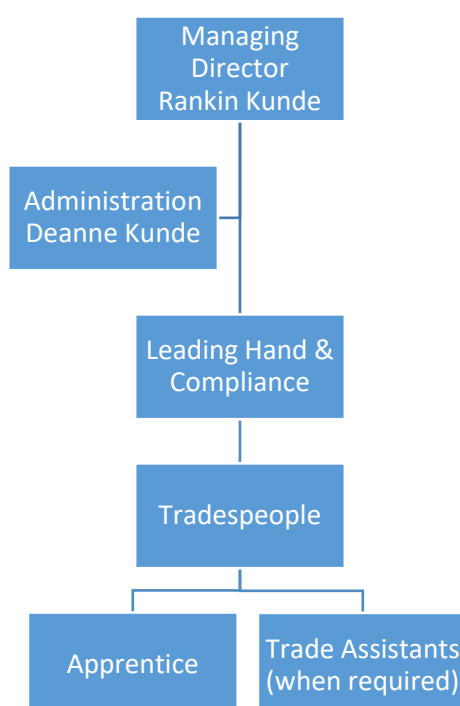 Managing
Director
Rankin Kunde
Administration
Deanne Kunde
Leading Hand &
Compliance
Tradespeople
Apprentice
Trade Assistants
(when required)